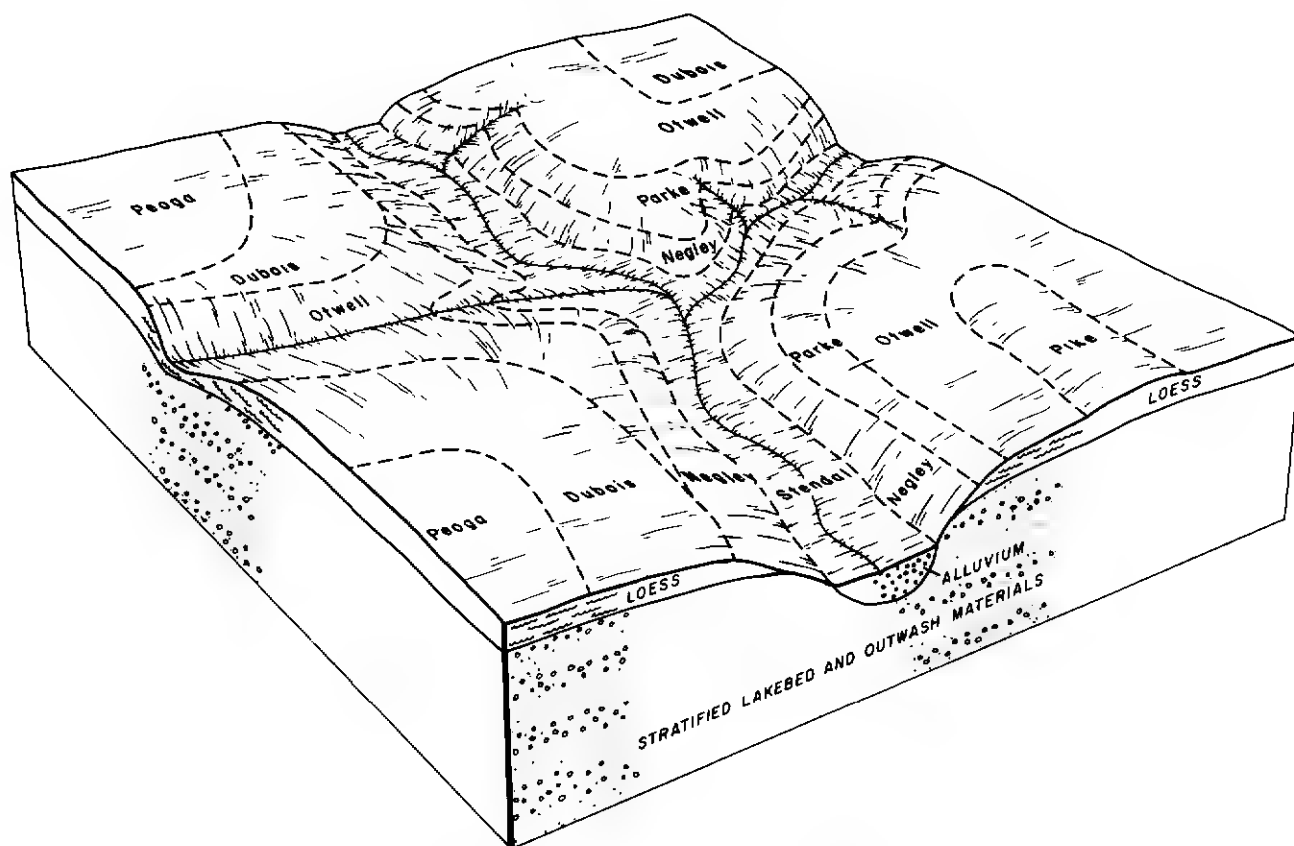 Dubois
Otwell
Peoga
Parke
Dubois
Negley
Otwell
Otwell
Parke
Pike
LOESS
Negley
Stendal
Negley
Dubois
Peoga
LOESS
ALLUVIUM
STRATIFIED LAKEBED AND OUTWASH MATERIALS